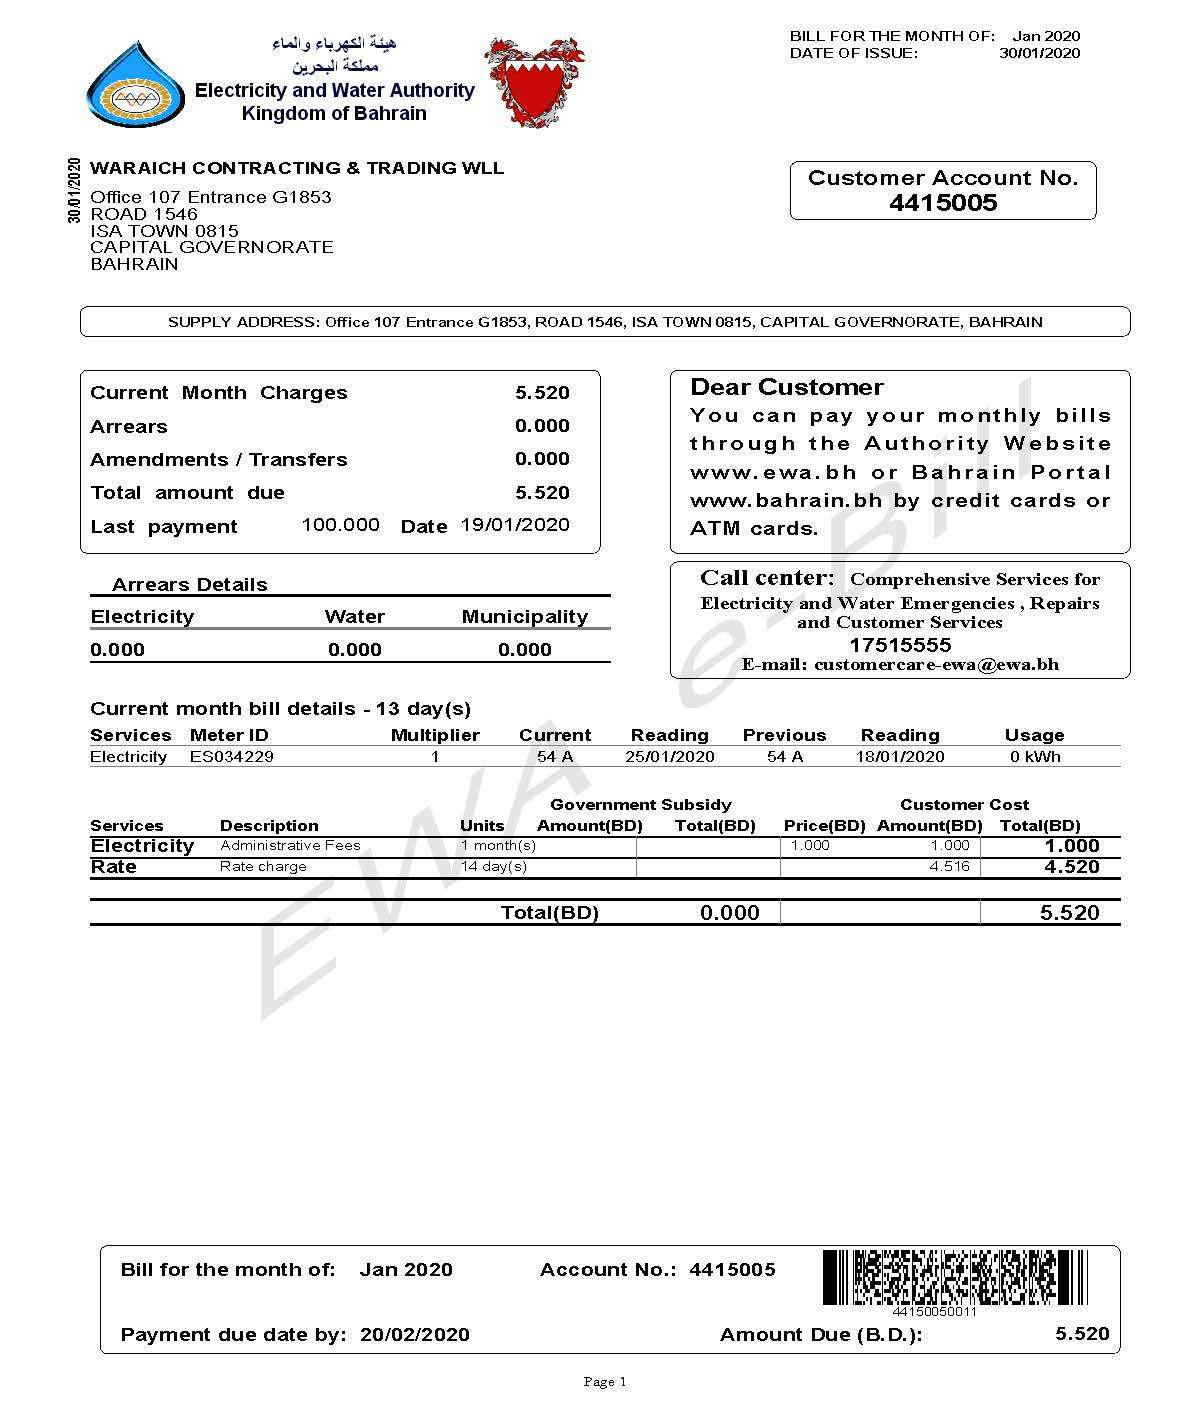 هيئة الكهرباء والماء
مملكة البحرين
Electricity and Water Authority
Kingdom of Bahrain
BILL FOR THE MONTH OF: Jan 2020
DATE OF ISSUE: 30/01/2020
30/01/2020
WARAICH CONTRACTING & TRADING WLL
Office 107 Entrance G1853
ROAD 1546
ISA TOWN 0815
CAPITAL GOVERNORATE
BAHRAIN
Customer Account No.
4415005
SUPPLY ADDRESS: Office 107 Entrance G1853, ROAD 1546, ISA TOWN 0815, CAPITAL GOVERNORATE, BAHRAIN
Current Month Charges 5.520
Arrears 0.000
Amendments / Transfers 0.000
Total amount due 5.520
Last payment 100.000 Date 19/01/2020
Dear Customer
You can pay your monthly bills
through the Authority Website
www.ewa.bh or Bahrain Portal
www.bahrain.bh by credit cards or
ATM cards.
Arrears Details
Electricity Water Municipality
0.000 0.000 0.000
Call center: Comprehensive Services for
Electricity and Water Emergencies , Repairs
and Customer Services
17515555
E-mail: customercare-ewa@ewa.bh
Current month bill details - 13 day(s)
Services Meter ID Multiplier Current Reading Previous Reading Usage
Electricity ES034229 1 54 A 25/01/2020 54 A 18/01/2020 0 kWh
Government Subsidy Customer Cost
Services Description Units Amount(BD) Total(BD) Price(BD) Amount(BD) Total(BD)
Electricity Administrative Fees 1 month(s) 1.000 1.000 1.000
Rate Rate charge 14 day(s) 4.516 4.520
Total(BD) 0.000 5.520
EWA e-Bill
Bill for the month of: Jan 2020 Account No.: 4415005
44150050011
Payment due date by: 20/02/2020 Amount Due (B.D.): 5.520
Page 1